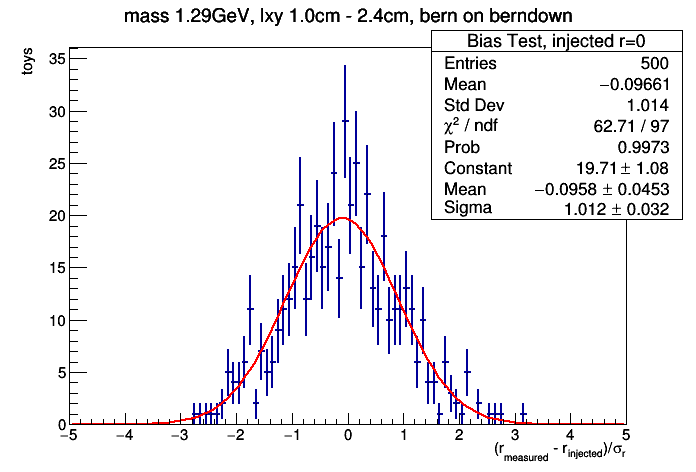 mass 1.29GeV, lxy 1.0cm - 2.4cm, bern on berndown
Bias Test, injected r=0
Entries 500
Mean −0.09661
Std Dev 1.014
χ² / ndf 62.71 / 97
Prob 0.9973
Constant 19.71 ± 1.08
Mean −0.0958 ± 0.0453
Sigma 1.012 ± 0.032
toys
35
30
25
20
15
10
5
0
−5 −4 −3 −2 −1 0 1 2 3 4 5
(r_measured - r_injected)/σ_r